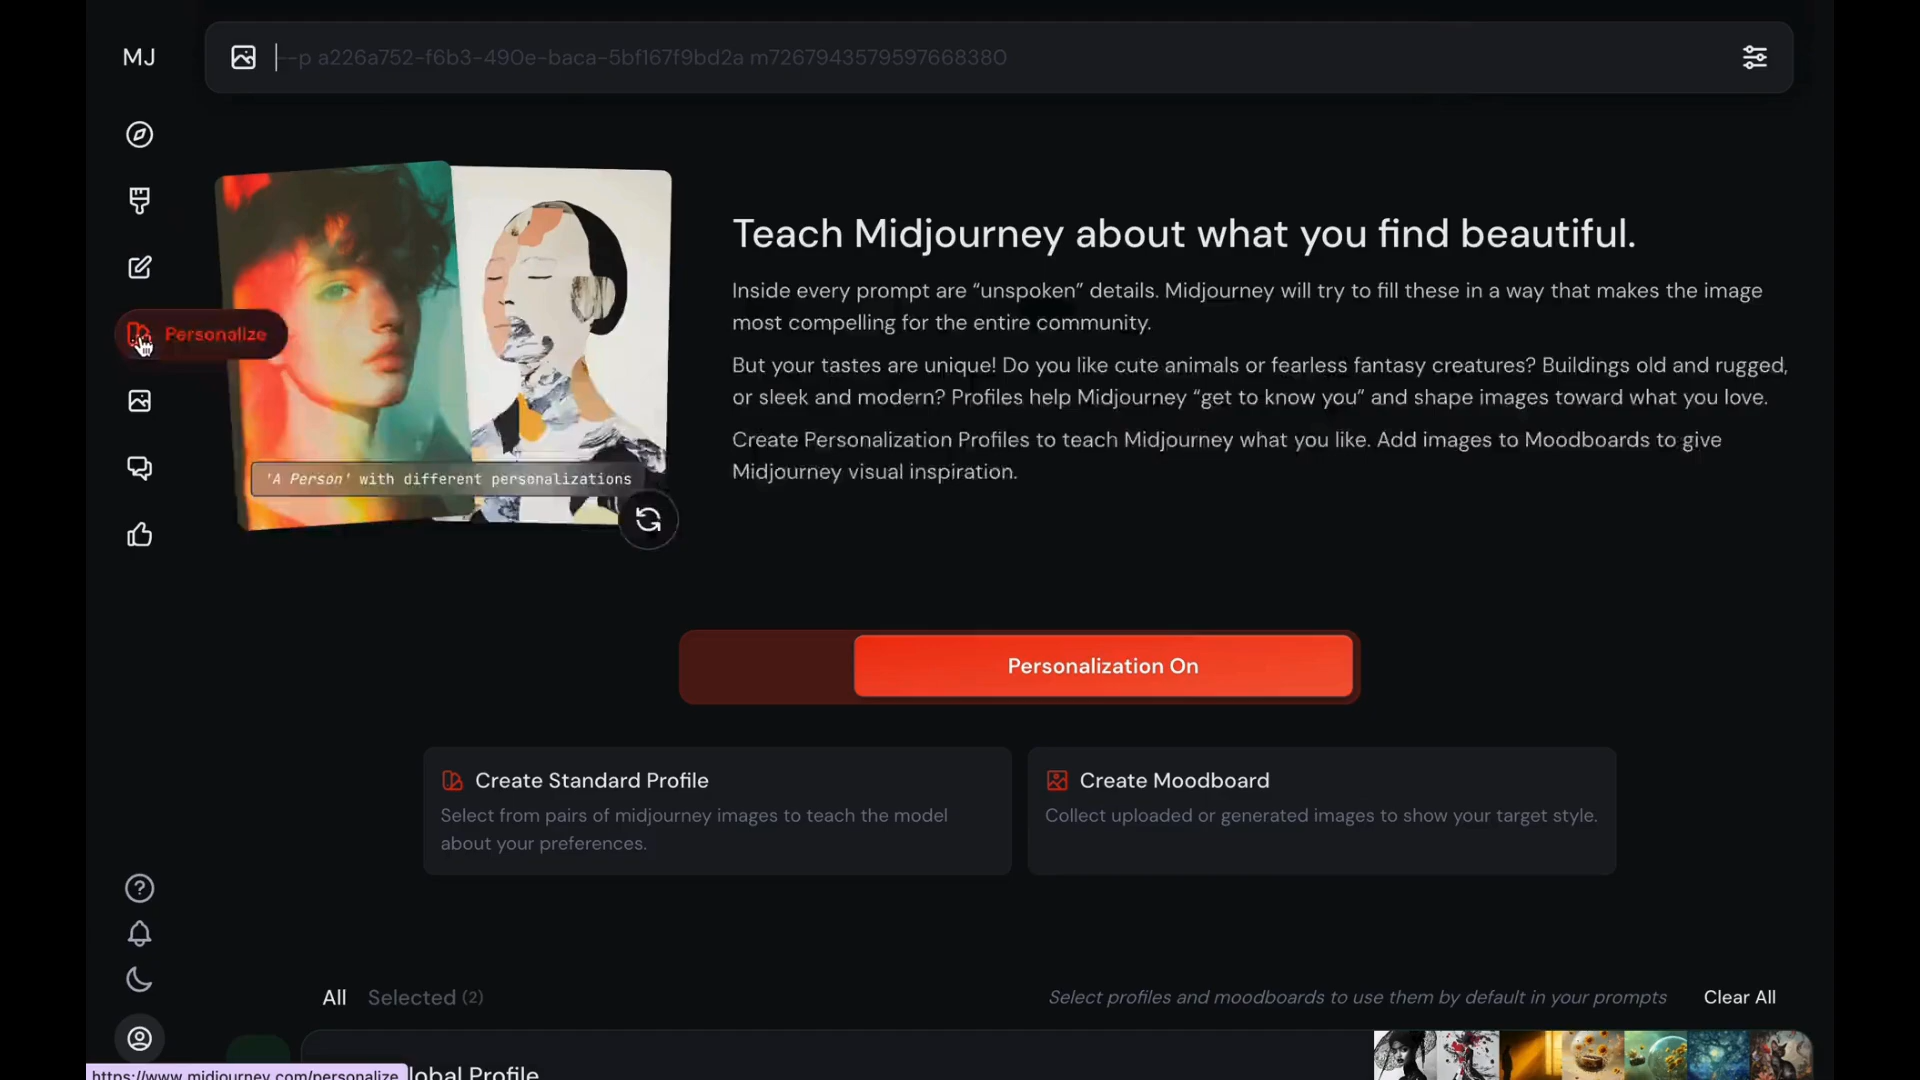 MJ
--p a226a752-f6b3-490e-baca-5bf167f9bd2a m7267943579597668380
Teach Midjourney about what you find beautiful.
Inside every prompt are “unspoken” details. Midjourney will try to fill these in a way that makes the image
most compelling for the entire community.
Personalize
But your tastes are unique! Do you like cute animals or fearless fantasy creatures? Buildings old and rugged,
or sleek and modern? Profiles help Midjourney “get to know you” and shape images toward what you love.
Create Personalization Profiles to teach Midjourney what you like. Add images to Moodboards to give
Midjourney visual inspiration.
'A Person' with different personalizations
Personalization On
Create Standard Profile
Select from pairs of midjourney images to teach the model
about your preferences.
Create Moodboard
Collect uploaded or generated images to show your target style.
All Selected (2)
Select profiles and moodboards to use them by default in your prompts
Clear All
lobal Profile
https://www.midjourney.com/personalize